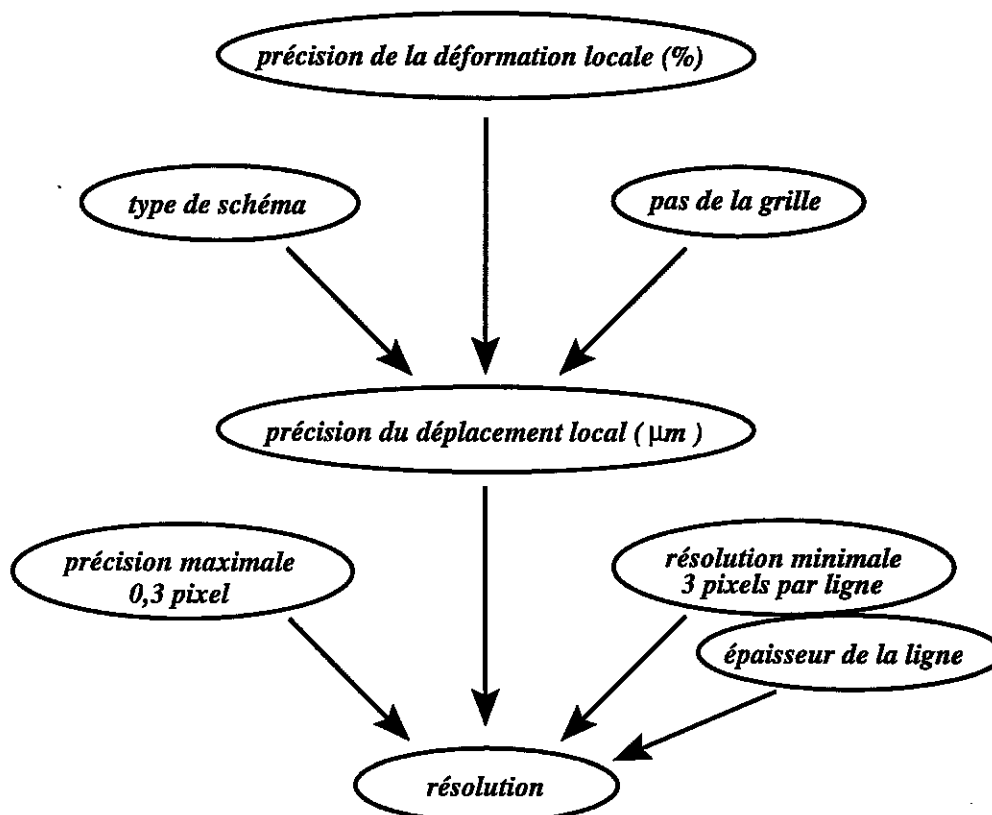 précision de la déformation locale (%)
type de schéma
pas de la grille
précision du déplacement local ( µm )
précision maximale
0,3 pixel
résolution minimale
3 pixels par ligne
épaisseur de la ligne
résolution